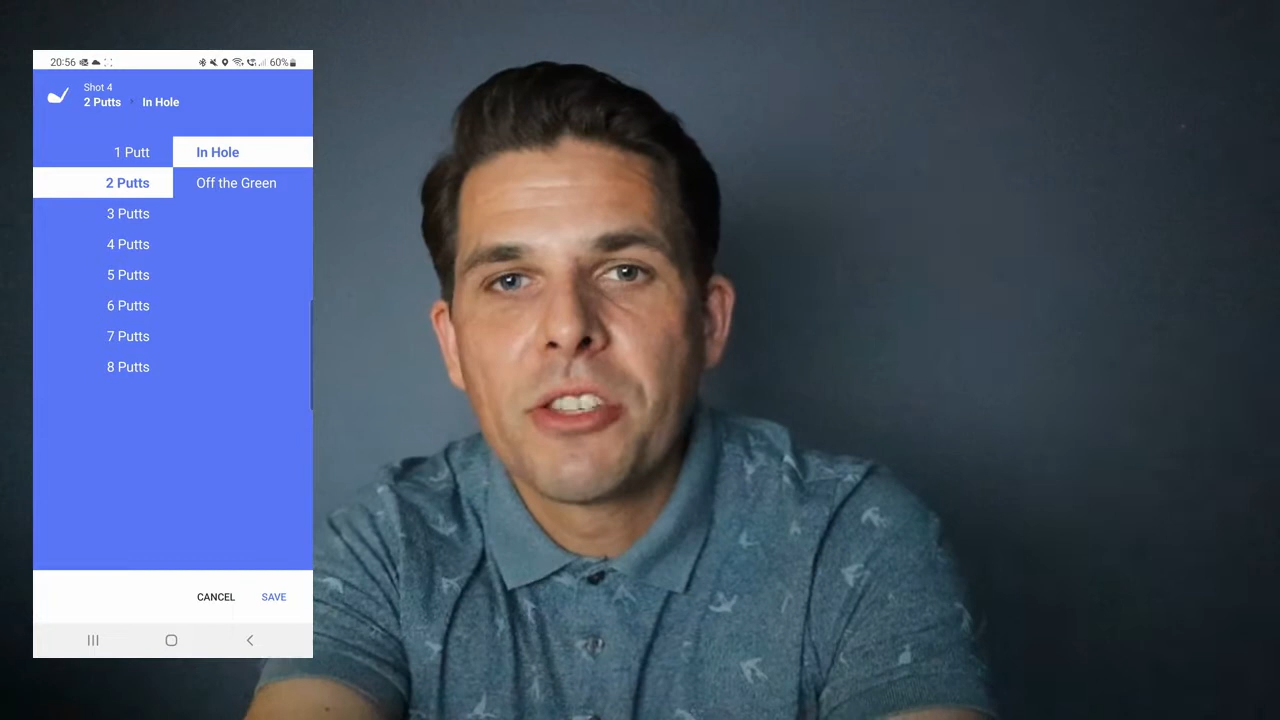 20:56 60%
Shot 4
2 Putts › In Hole
1 Putt In Hole
2 Putts Off the Green
3 Putts
4 Putts
5 Putts
6 Putts
7 Putts
8 Putts
CANCEL SAVE